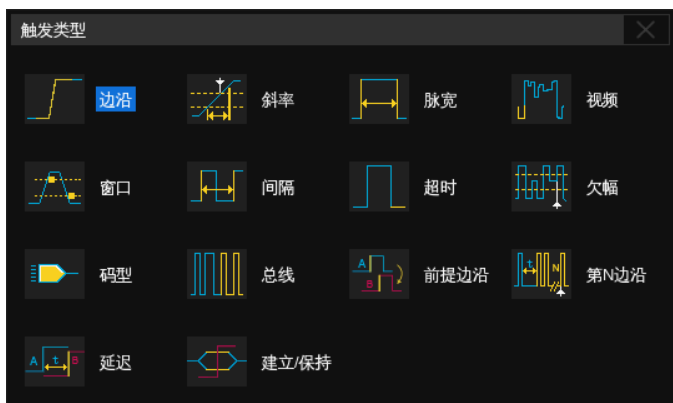 触发类型
边沿 斜率 脉宽 视频
窗口 间隔 超时 欠幅
码型 总线 A B 前提边沿 t N 第N边沿
A t B 延迟 建立/保持